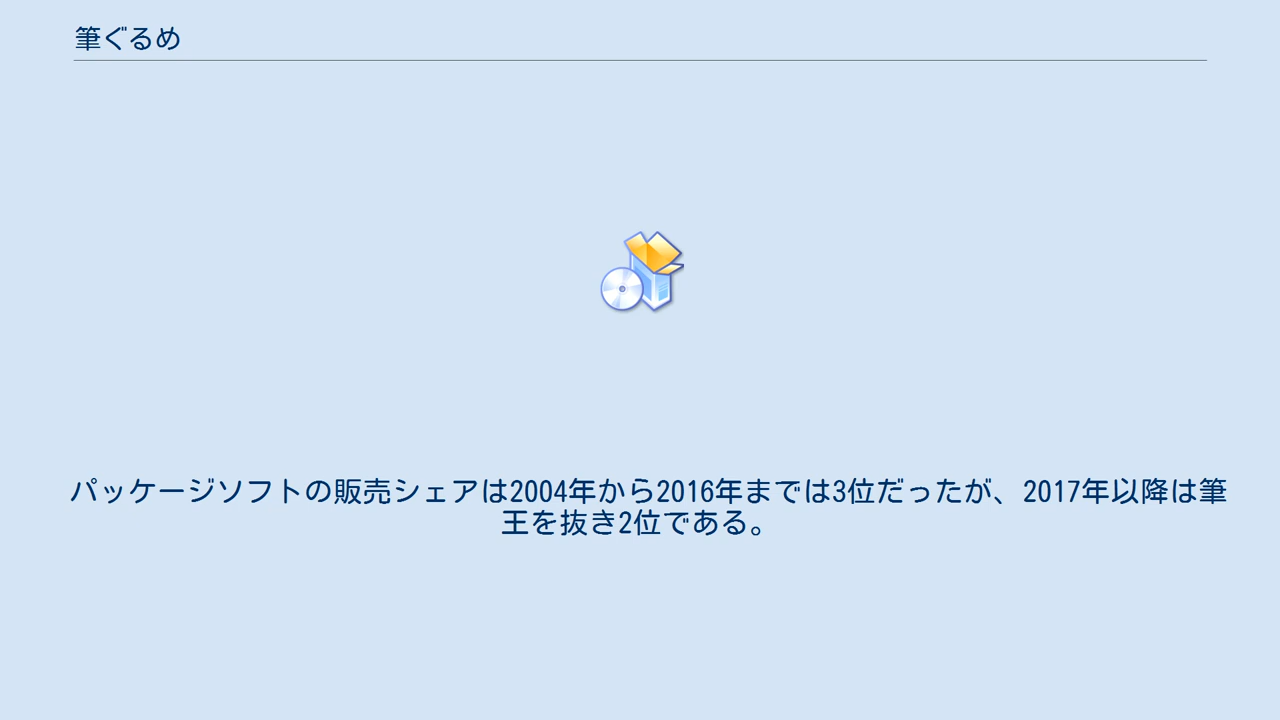 筆ぐるめ
パッケージソフトの販売シェアは2004年から2016年までは3位だったが、2017年以降は筆
王を抜き2位である。